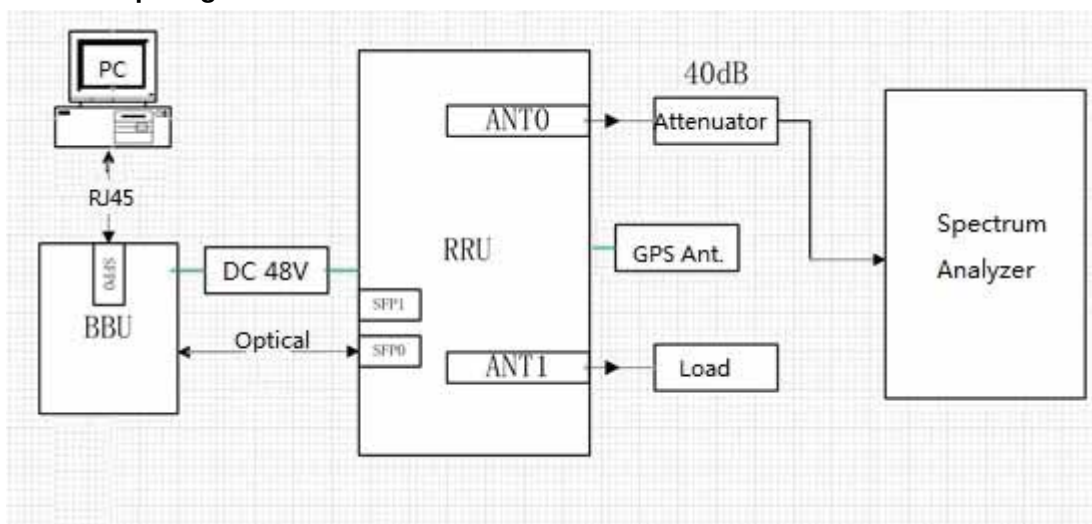 PC
RJ45
SFP0
BBU
DC 48V
Optical
RRU
SFP1
SFP0
ANT0
ANT1
40dB
Attenuator
GPS Ant.
Load
Spectrum
Analyzer